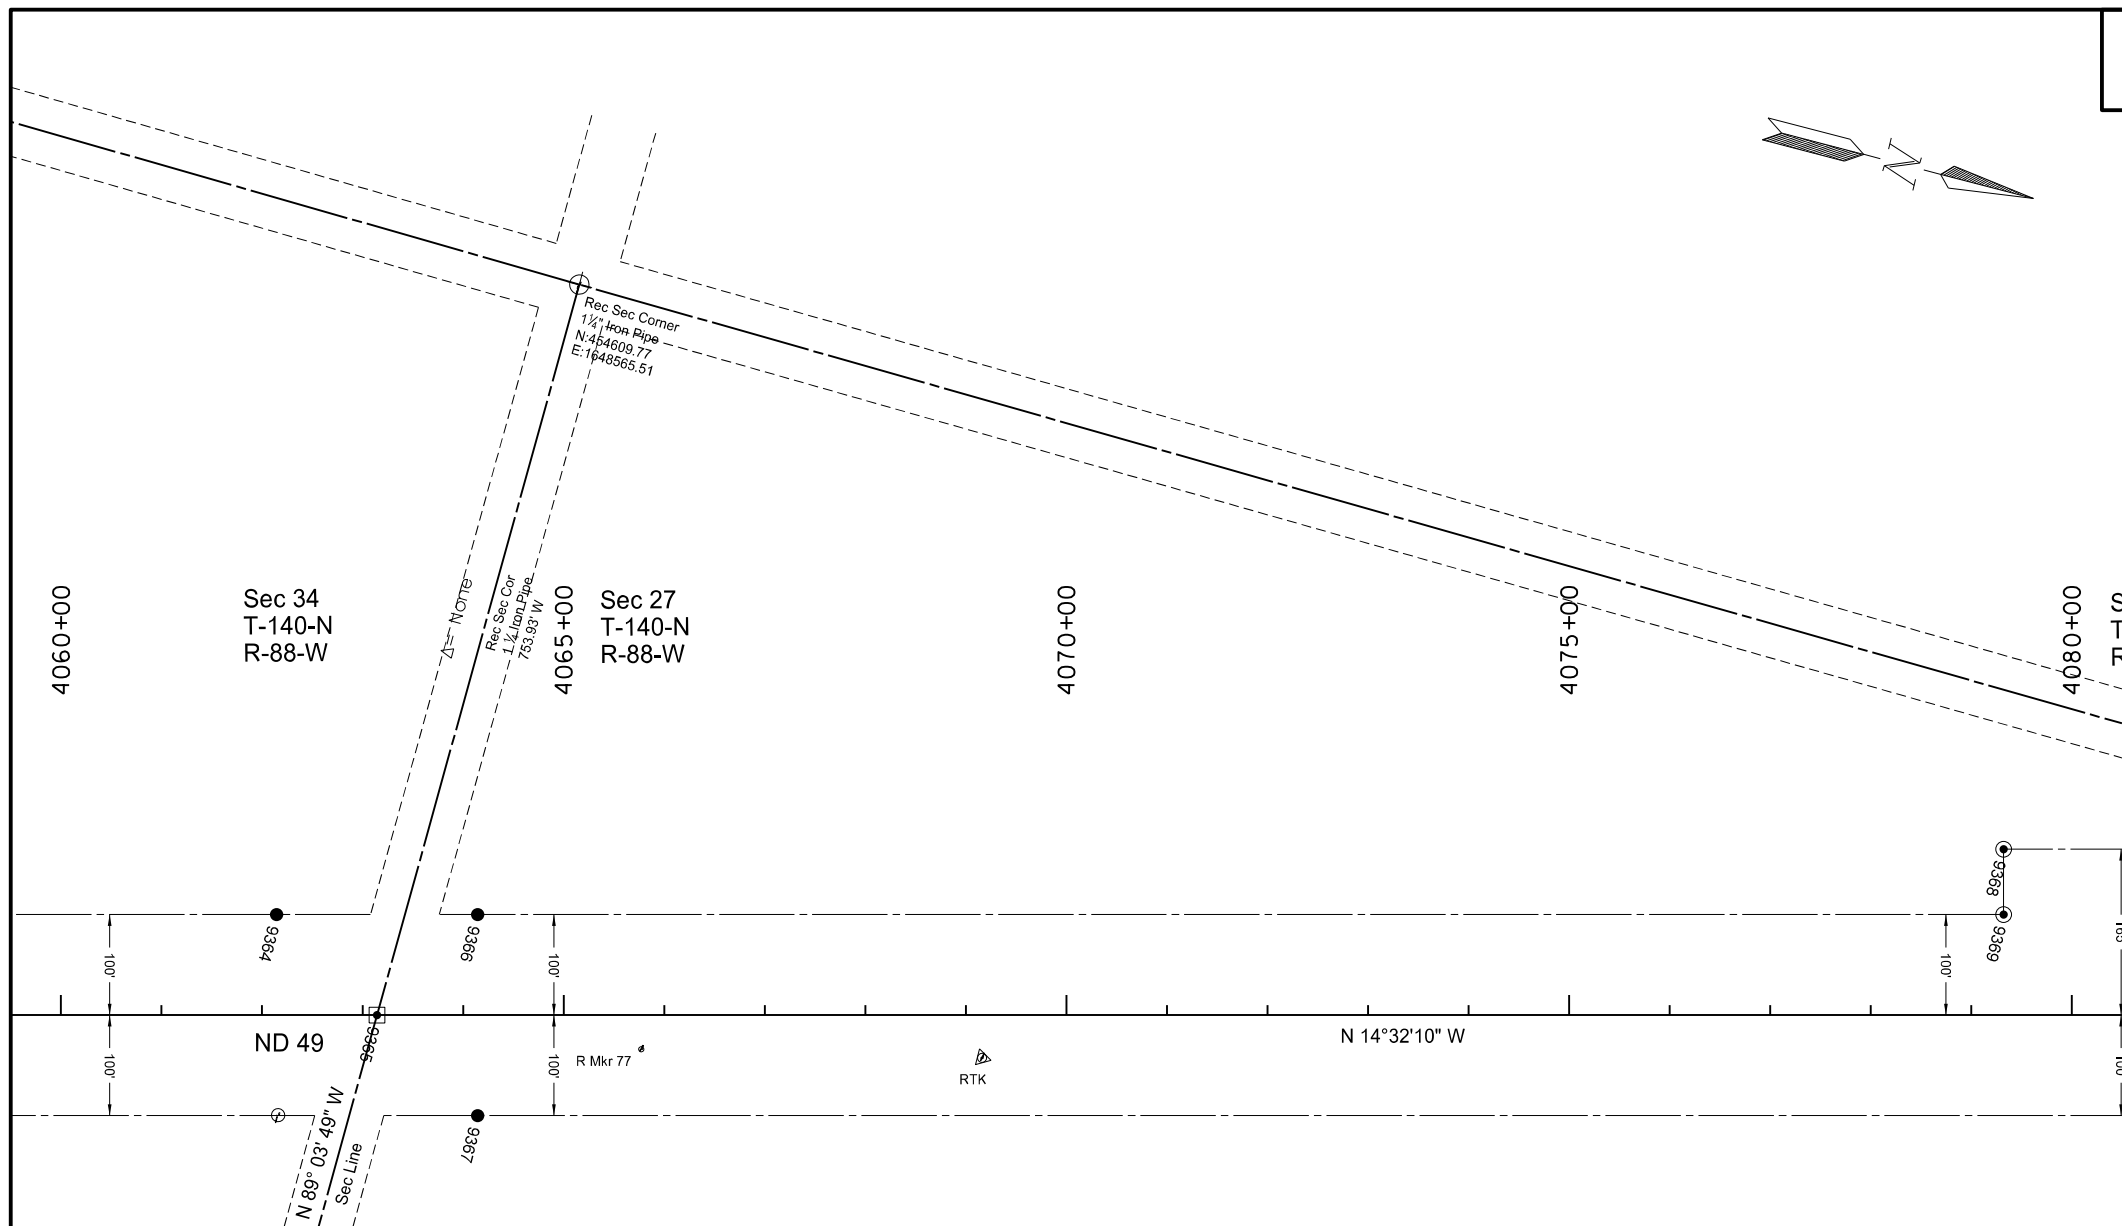 N
Rec Sec Corner
1¼" Iron Pipe
N:454609.77
E:1648565.51
4060+00
Sec 34
T-140-N
R-88-W
Δ= None
Rec Sec Cor
1 ¼ Iron Pipe
753.93' W
4065+00
Sec 27
T-140-N
R-88-W
4070+00
4075+00
4080+00
S
T
R
9368
9364
9366
9369
100'
100'
100'
ND 49
9365
N 14°32'10" W
R Mkr 77
RTK
100'
100'
9367
N 89° 03' 49" W
Sec Line